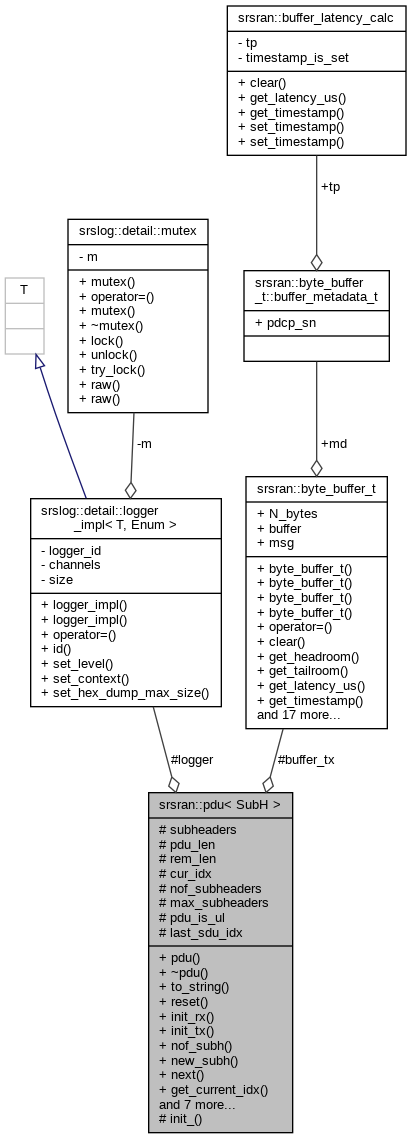 srsran::buffer_latency_calc
- tp
- timestamp_is_set
+ clear()
+ get_latency_us()
+ get_timestamp()
+ set_timestamp()
+ set_timestamp()
+tp
srslog::detail::mutex
- m
+ mutex()
+ operator=()
+ mutex()
+ ~mutex()
+ lock()
+ unlock()
+ try_lock()
+ raw()
+ raw()
srsran::byte_buffer
_t::buffer_metadata_t
+ pdcp_sn
T
-m
+md
srslog::detail::logger
_impl< T, Enum >
- logger_id
- channels
- size
+ logger_impl()
+ logger_impl()
+ operator=()
+ id()
+ set_level()
+ set_context()
+ set_hex_dump_max_size()
srsran::byte_buffer_t
+ N_bytes
+ buffer
+ msg
+ byte_buffer_t()
+ byte_buffer_t()
+ byte_buffer_t()
+ byte_buffer_t()
+ operator=()
+ clear()
+ get_headroom()
+ get_tailroom()
+ get_latency_us()
+ get_timestamp()
and 17 more...
#logger
#buffer_tx
srsran::pdu< SubH >
# subheaders
# pdu_len
# rem_len
# cur_idx
# nof_subheaders
# max_subheaders
# pdu_is_ul
# last_sdu_idx
+ pdu()
+ ~pdu()
+ to_string()
+ reset()
+ init_rx()
+ init_tx()
+ nof_subh()
+ new_subh()
+ next()
+ get_current_idx()
and 7 more...
# init_()